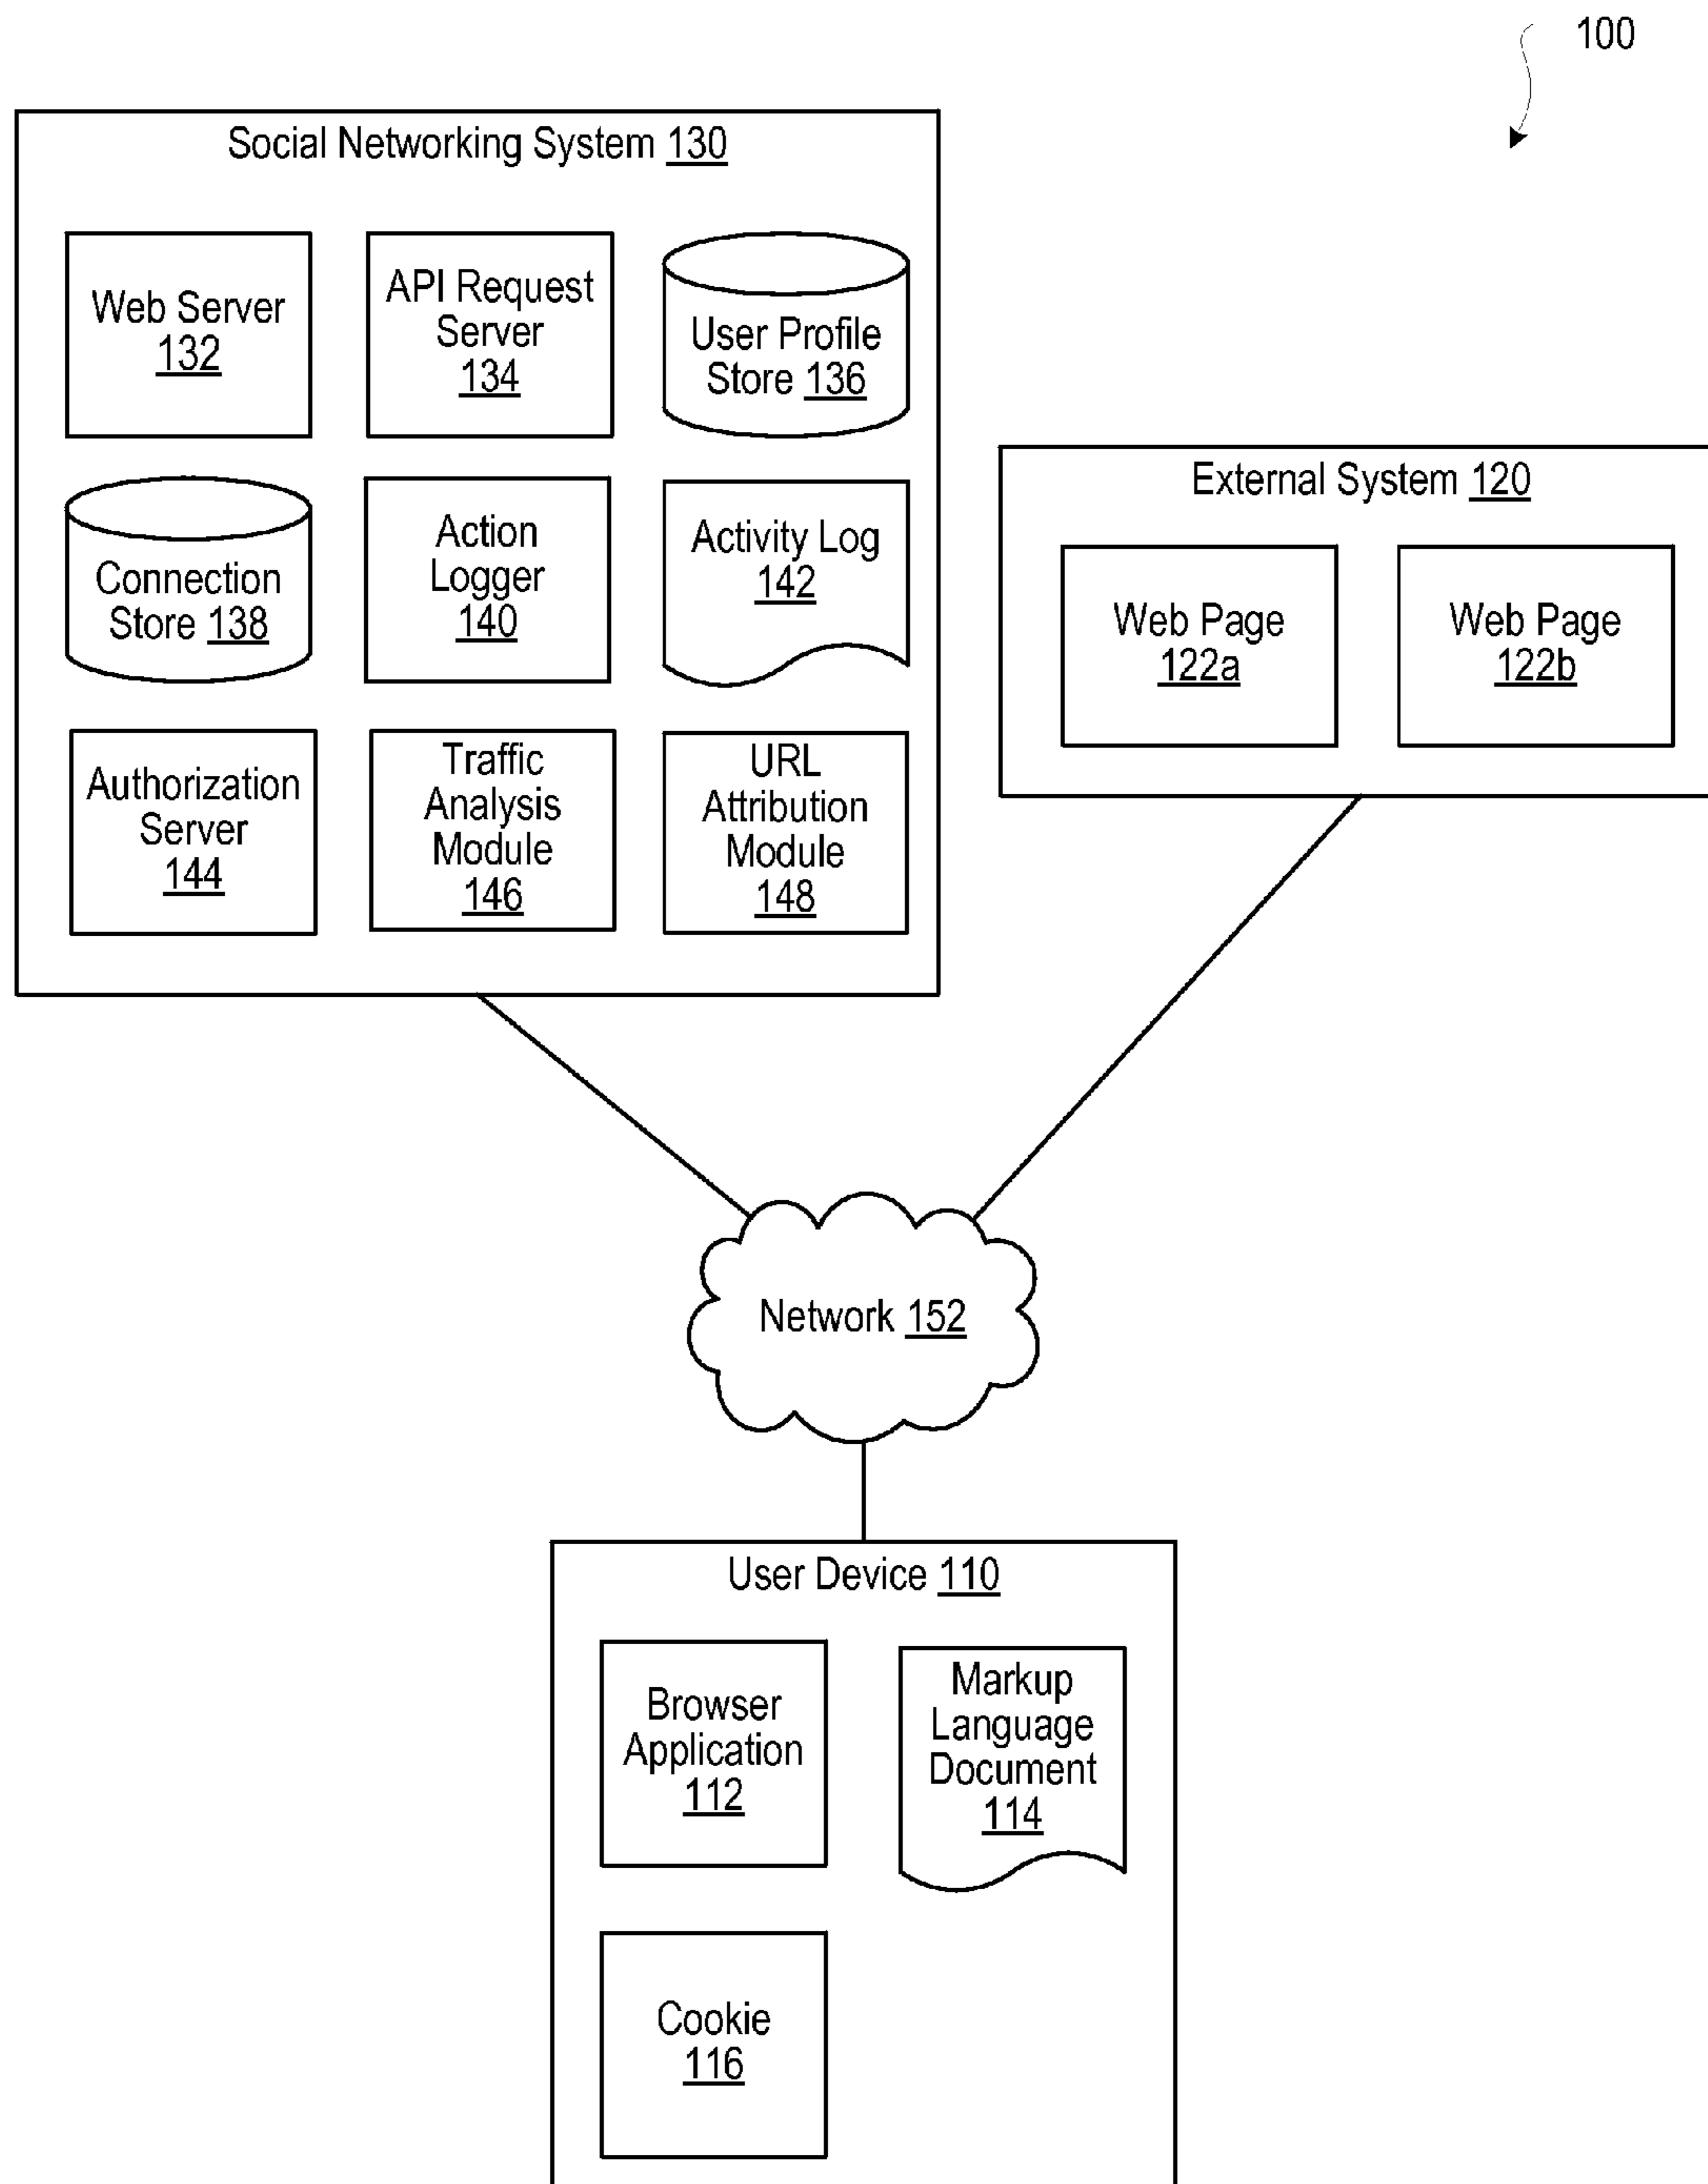 100
Social Networking System 130
Web Server
132
API Request
Server
134
User Profile
Store 136
Connection
Store 138
Action
Logger
140
Activity Log
142
Authorization
Server
144
Traffic
Analysis
Module
146
URL
Attribution
Module
148
External System 120
Web Page
122a
Web Page
122b
Network 152
User Device 110
Browser
Application
112
Markup
Language
Document
114
Cookie
116